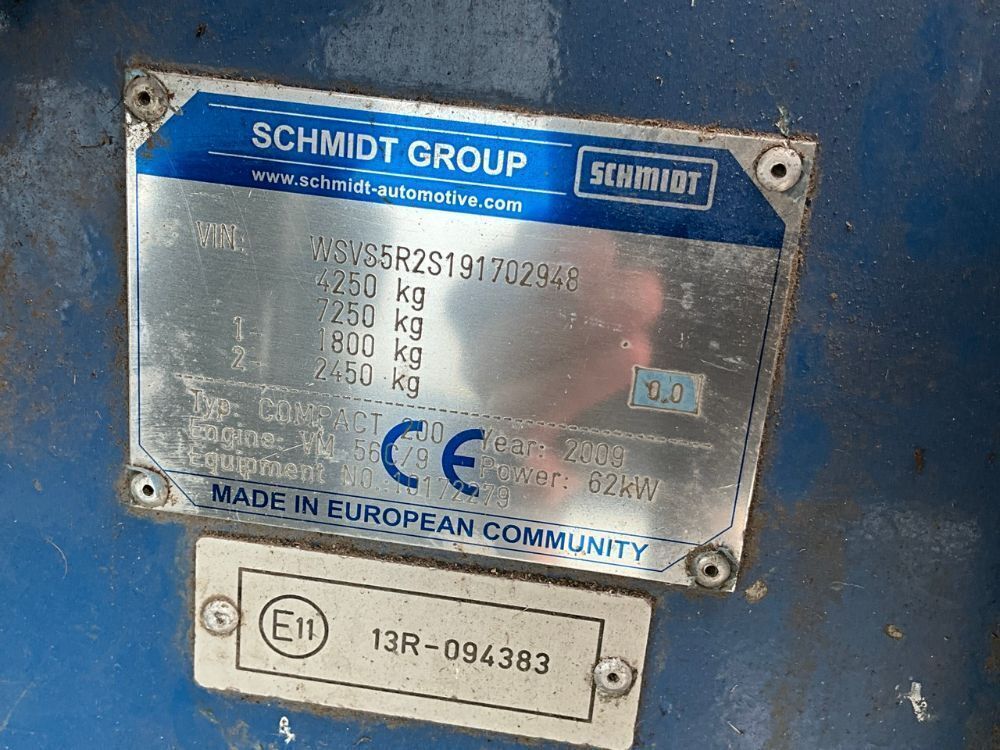 SCHMIDT GROUP
SCHMIDT
www.schmidt-automotive.com
VIN: WSVS5R2S191702948
4250 kg
7250 kg
1 1800 kg
2 2450 kg
0.0
Typ: COMPACT 200 Year: 2009
Engine: VM 56C/9 Power: 62kW
Equipment NO.: 10172279
CE
MADE IN EUROPEAN COMMUNITY
E11 13R-094383